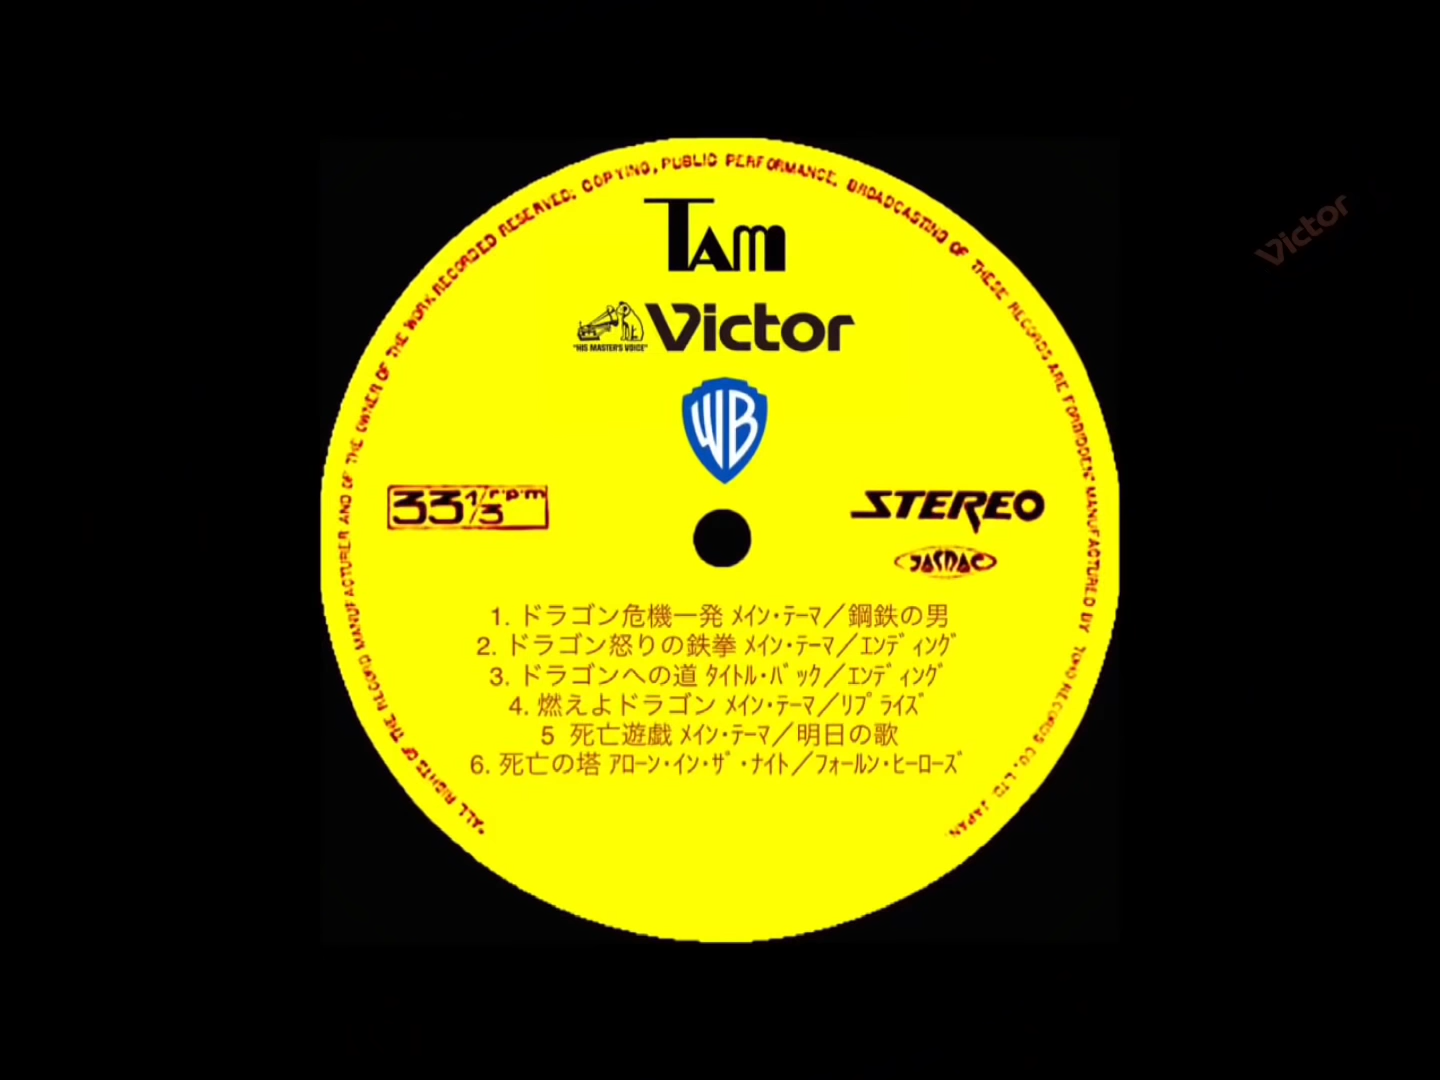 "ALL RIGHTS OF THE RECORD MANUFACTURER AND OF THE OWNER OF THE WORK RECORDED RESERVED; COPYING, PUBLIC PERFORMANCE, BROADCASTING OF THESE RECORDS ARE FORBIDDEN" MANUFACTURED BY TOHO RECORDS CO., LTD. JAPAN.
TAM
"HIS MASTER'S VOICE"
Victor
Victor
WB
33 1/3 r.p.m
STEREO
JASRAC
1. ドラゴン危機一発 ﾒｲﾝ･ﾃｰﾏ／鋼鉄の男
2. ドラゴン怒りの鉄拳 ﾒｲﾝ･ﾃｰﾏ／ｴﾝﾃﾞｨﾝｸﾞ
3. ドラゴンへの道 ﾀｲﾄﾙ･ﾊﾞｯｸ／ｴﾝﾃﾞｨﾝｸﾞ
4. 燃えよドラゴン ﾒｲﾝ･ﾃｰﾏ／ﾘﾌﾟﾗｲｽﾞ
5 死亡遊戯 ﾒｲﾝ･ﾃｰﾏ／明日の歌
6. 死亡の塔 ｱﾛｰﾝ･ｲﾝ･ｻﾞ･ﾅｲﾄ／ﾌｫｰﾙﾝ･ﾋｰﾛｰｽﾞ